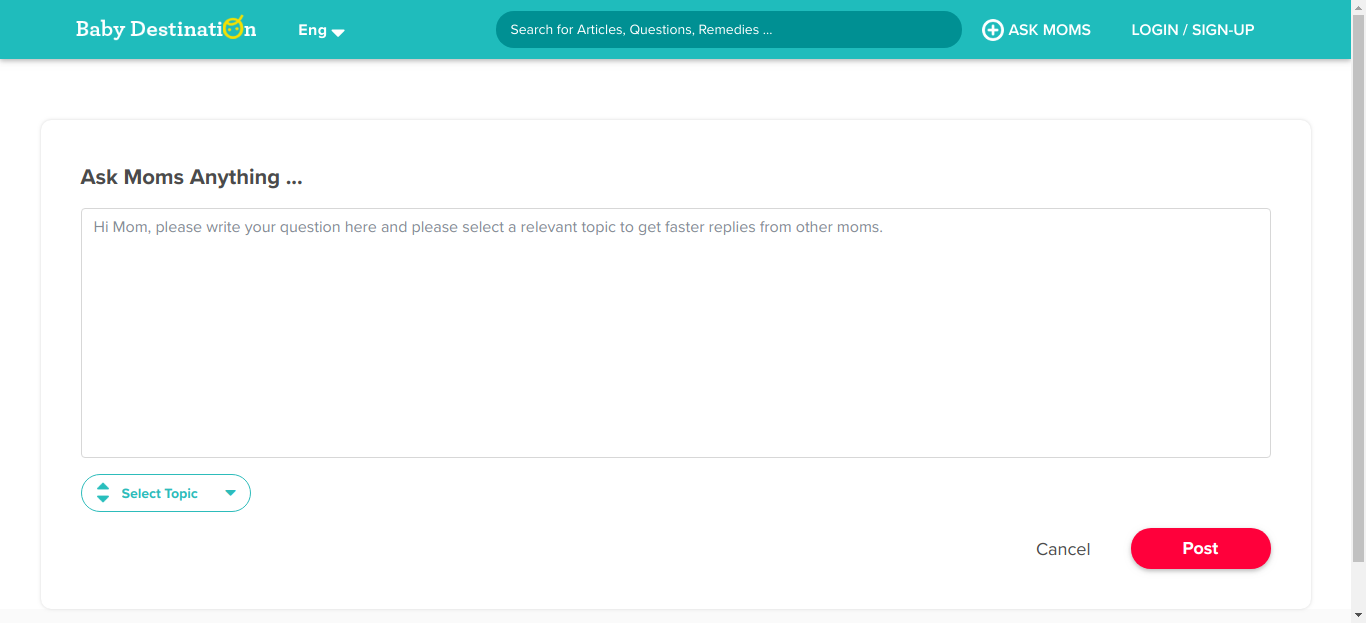 Baby Destination
Eng
Search for Articles, Questions, Remedies ...
ASK MOMS
LOGIN / SIGN-UP
Ask Moms Anything ...
Hi Mom, please write your question here and please select a relevant topic to get faster replies from other moms.
Select Topic
Cancel
Post